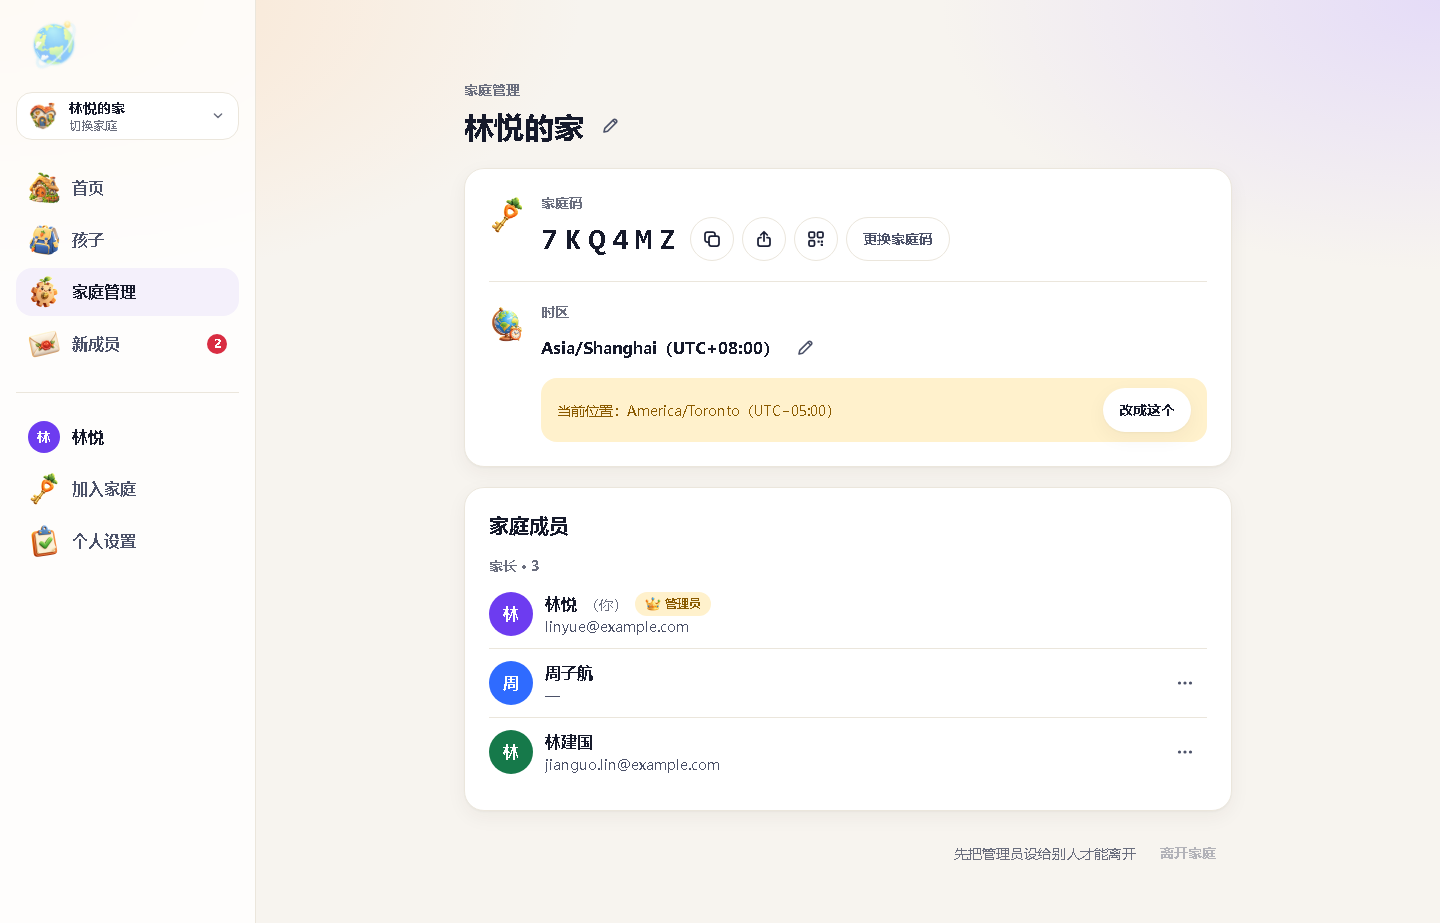 林悦的家
切换家庭
首页
孩子
家庭管理
新成员
2
林
林悦
加入家庭
个人设置
家庭管理
林悦的家
家庭码
7KQ4MZ
更换家庭码
时区
Asia/Shanghai（UTC+08:00）
当前位置：America/Toronto（UTC−05:00）
改成这个
家庭成员
家长 • 3
林
林悦 （你） 管理员
linyue@example.com
周
周子航
—
林
林建国
jianguo.lin@example.com
先把管理员设给别人才能离开 离开家庭